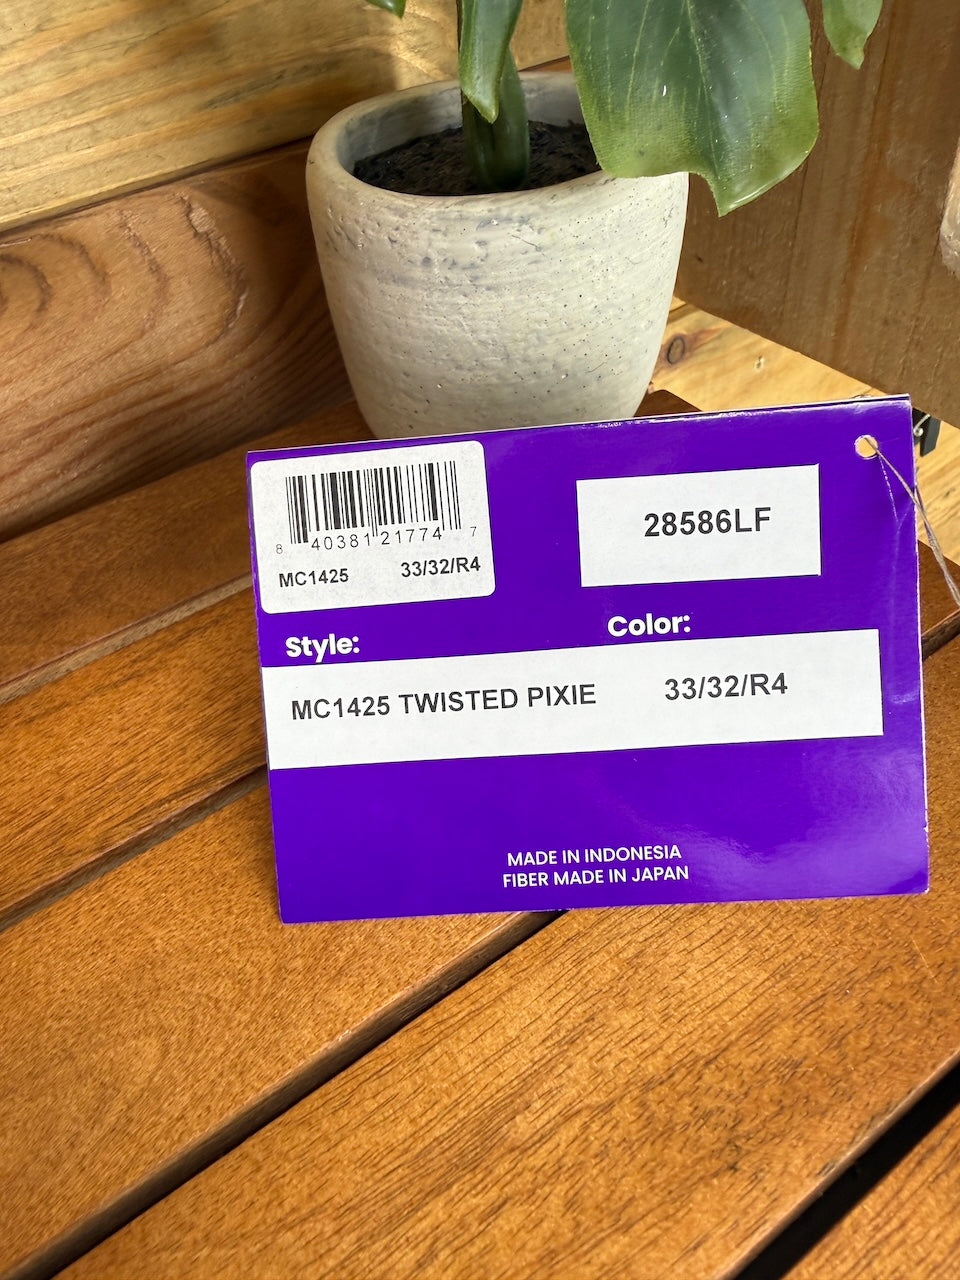 8 40381 21774 7
MC1425 33/32/R4
28586LF
Style: Color:
MC1425 TWISTED PIXIE 33/32/R4
MADE IN INDONESIA
FIBER MADE IN JAPAN